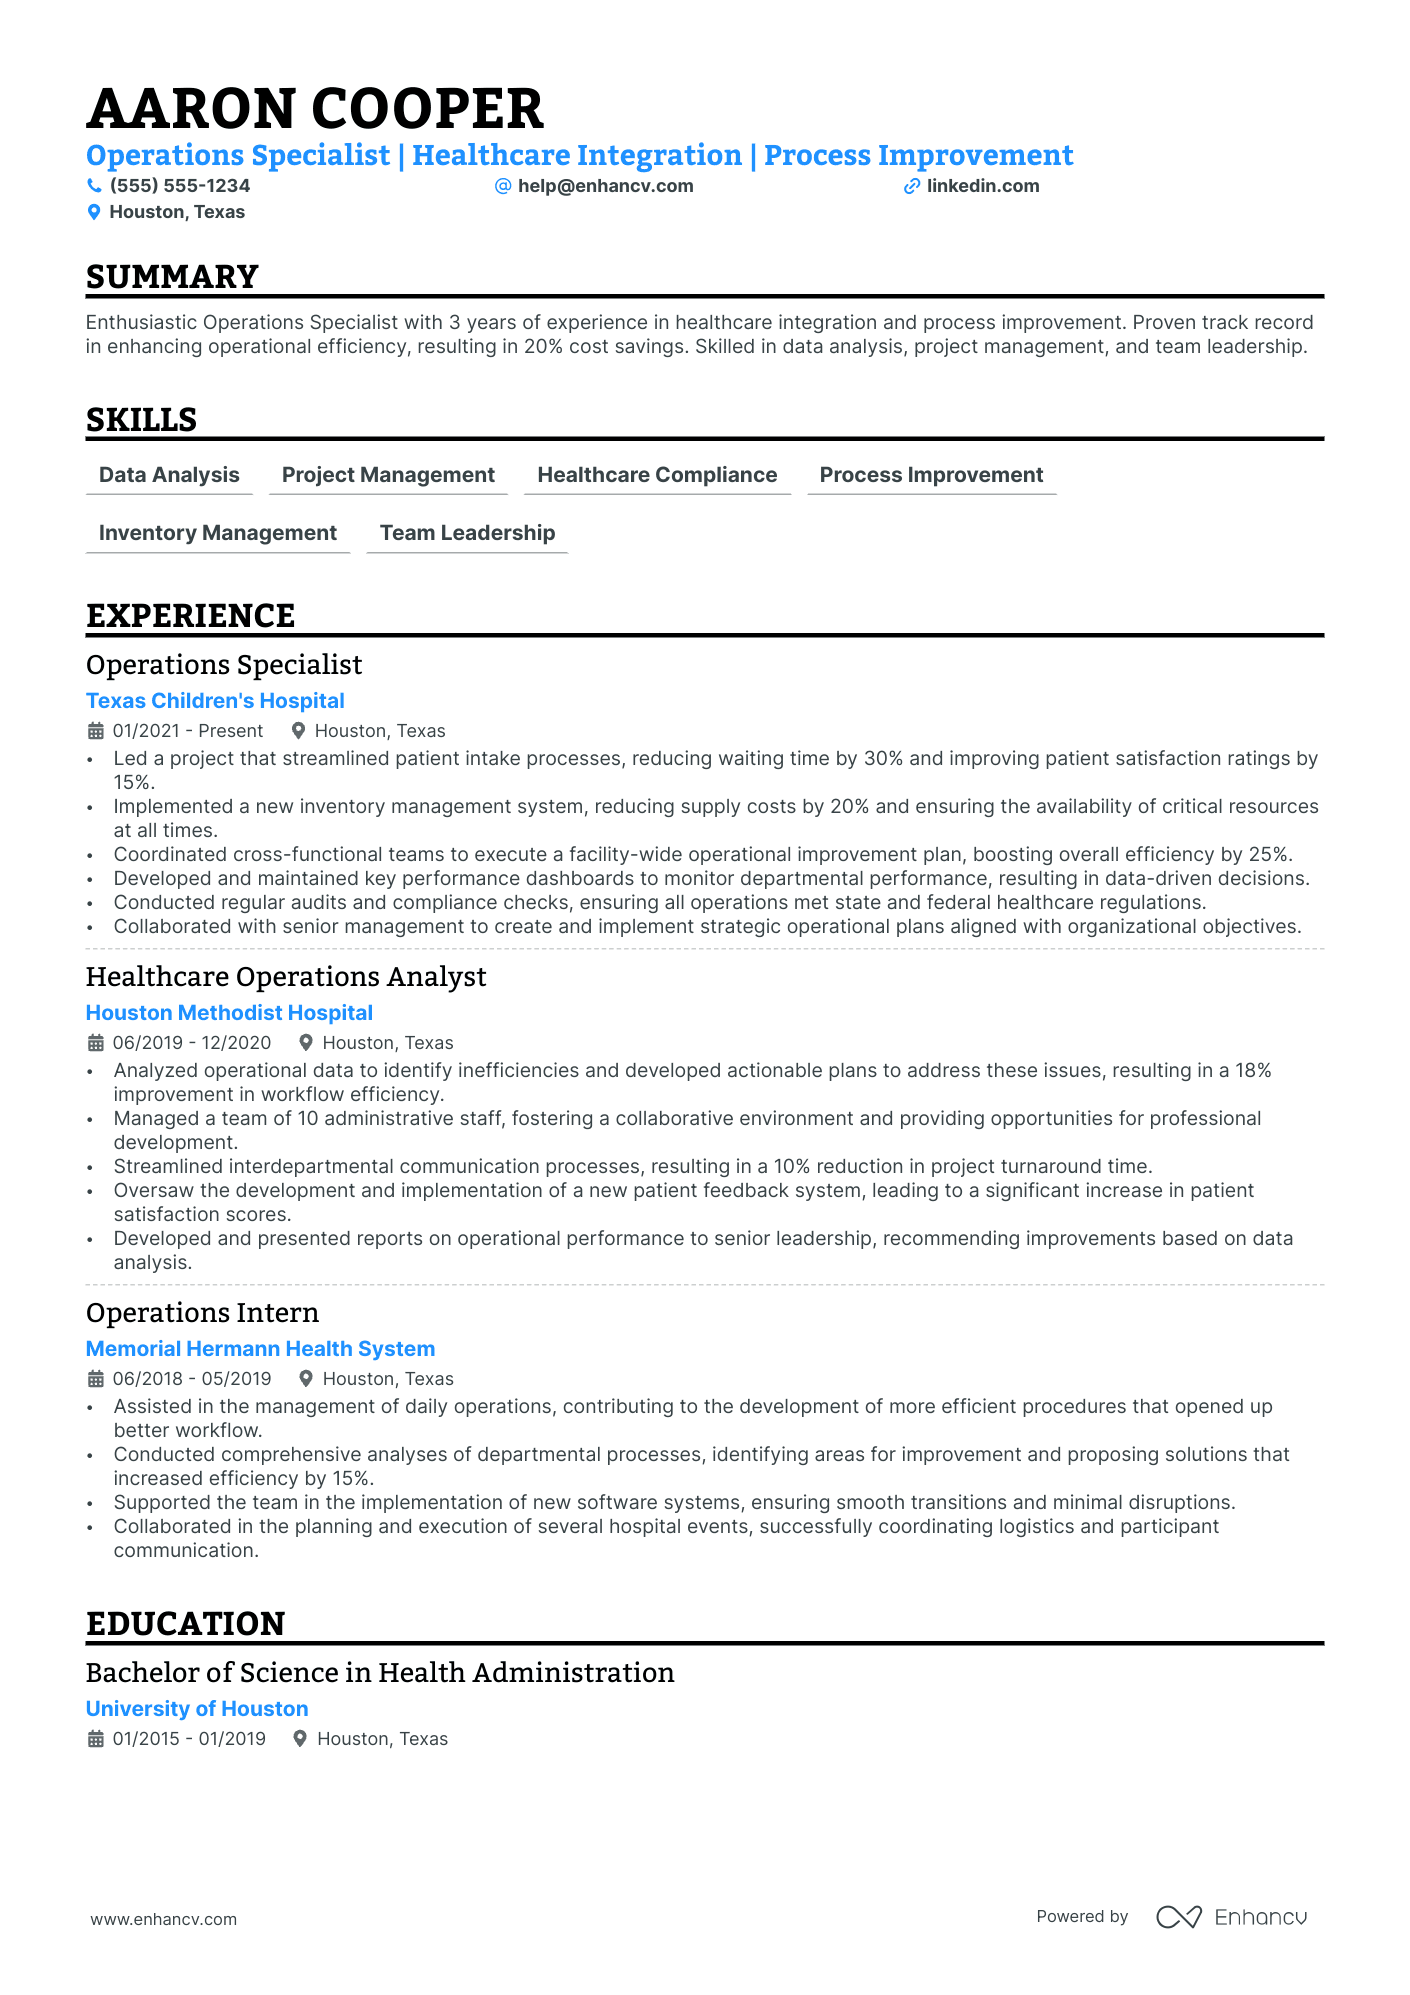 AARON COOPER
Operations Specialist | Healthcare Integration | Process Improvement
(555) 555-1234 help@enhancv.com linkedin.com
Houston, Texas
SUMMARY
Enthusiastic Operations Specialist with 3 years of experience in healthcare integration and process improvement. Proven track record
in enhancing operational efficiency, resulting in 20% cost savings. Skilled in data analysis, project management, and team leadership.
SKILLS
Data Analysis Project Management Healthcare Compliance Process Improvement
Inventory Management Team Leadership
EXPERIENCE
Operations Specialist
Texas Children's Hospital
01/2021 - Present Houston, Texas
• Led a project that streamlined patient intake processes, reducing waiting time by 30% and improving patient satisfaction ratings by
15%.
• Implemented a new inventory management system, reducing supply costs by 20% and ensuring the availability of critical resources
at all times.
• Coordinated cross-functional teams to execute a facility-wide operational improvement plan, boosting overall efficiency by 25%.
• Developed and maintained key performance dashboards to monitor departmental performance, resulting in data-driven decisions.
• Conducted regular audits and compliance checks, ensuring all operations met state and federal healthcare regulations.
• Collaborated with senior management to create and implement strategic operational plans aligned with organizational objectives.
Healthcare Operations Analyst
Houston Methodist Hospital
06/2019 - 12/2020 Houston, Texas
• Analyzed operational data to identify inefficiencies and developed actionable plans to address these issues, resulting in a 18%
improvement in workflow efficiency.
• Managed a team of 10 administrative staff, fostering a collaborative environment and providing opportunities for professional
development.
• Streamlined interdepartmental communication processes, resulting in a 10% reduction in project turnaround time.
• Oversaw the development and implementation of a new patient feedback system, leading to a significant increase in patient
satisfaction scores.
• Developed and presented reports on operational performance to senior leadership, recommending improvements based on data
analysis.
Operations Intern
Memorial Hermann Health System
06/2018 - 05/2019 Houston, Texas
• Assisted in the management of daily operations, contributing to the development of more efficient procedures that opened up
better workflow.
• Conducted comprehensive analyses of departmental processes, identifying areas for improvement and proposing solutions that
increased efficiency by 15%.
• Supported the team in the implementation of new software systems, ensuring smooth transitions and minimal disruptions.
• Collaborated in the planning and execution of several hospital events, successfully coordinating logistics and participant
communication.
EDUCATION
Bachelor of Science in Health Administration
University of Houston
01/2015 - 01/2019 Houston, Texas
www.enhancv.com Powered by Enhancv